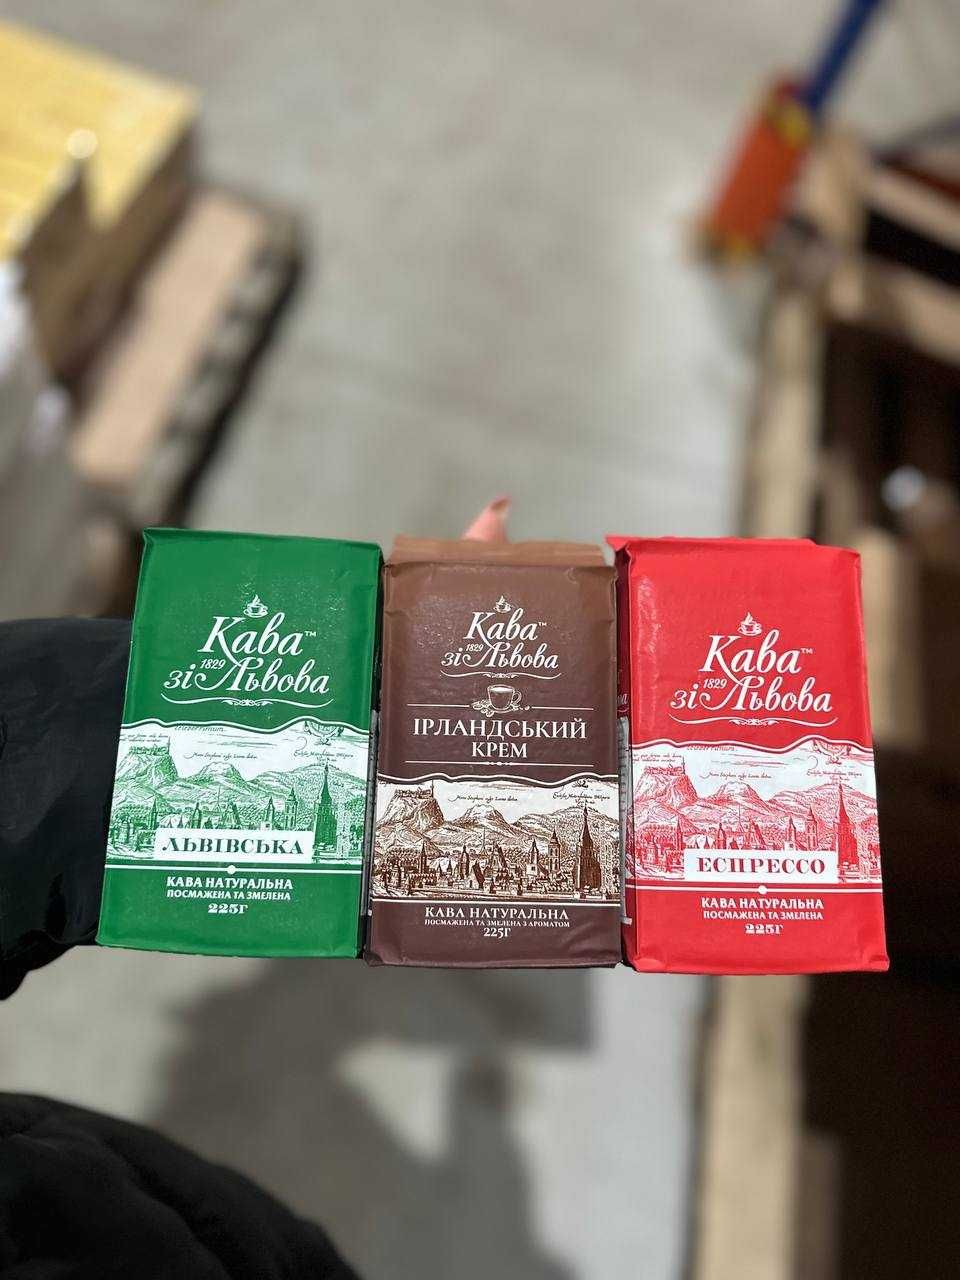 Кава™
зі 1829 Львова
ЛЬВІВСЬКА
КАВА НАТУРАЛЬНА
ПОСМАЖЕНА ТА ЗМЕЛЕНА
225Г
Кава™
зі 1829 Львова
ІРЛАНДСЬКИЙ
КРЕМ
КАВА НАТУРАЛЬНА
ПОСМАЖЕНА ТА ЗМЕЛЕНА З АРОМАТОМ
225Г
Кава™
зі 1829 Львова
ЕСПРЕССО
КАВА НАТУРАЛЬНА
ПОСМАЖЕНА ТА ЗМЕЛЕНА
225Г